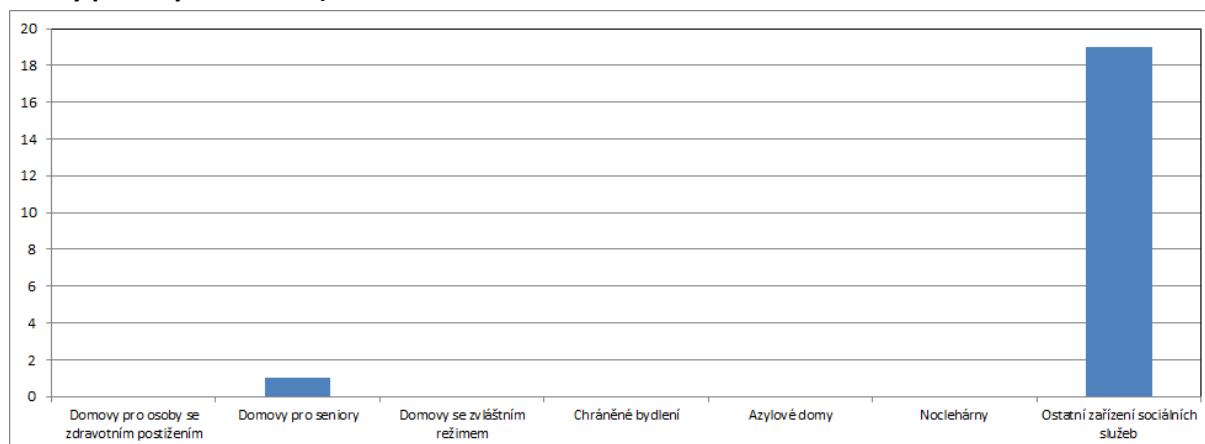 20
18
16
14
12
10
8
6
4
2
0
Domovy pro osoby se
zdravotním postižením
Domovy pro seniory
Domovy se zvláštním
režimem
Chráněné bydlení
Azylové domy
Noclehárny
Ostatní zařízení sociálních
služeb